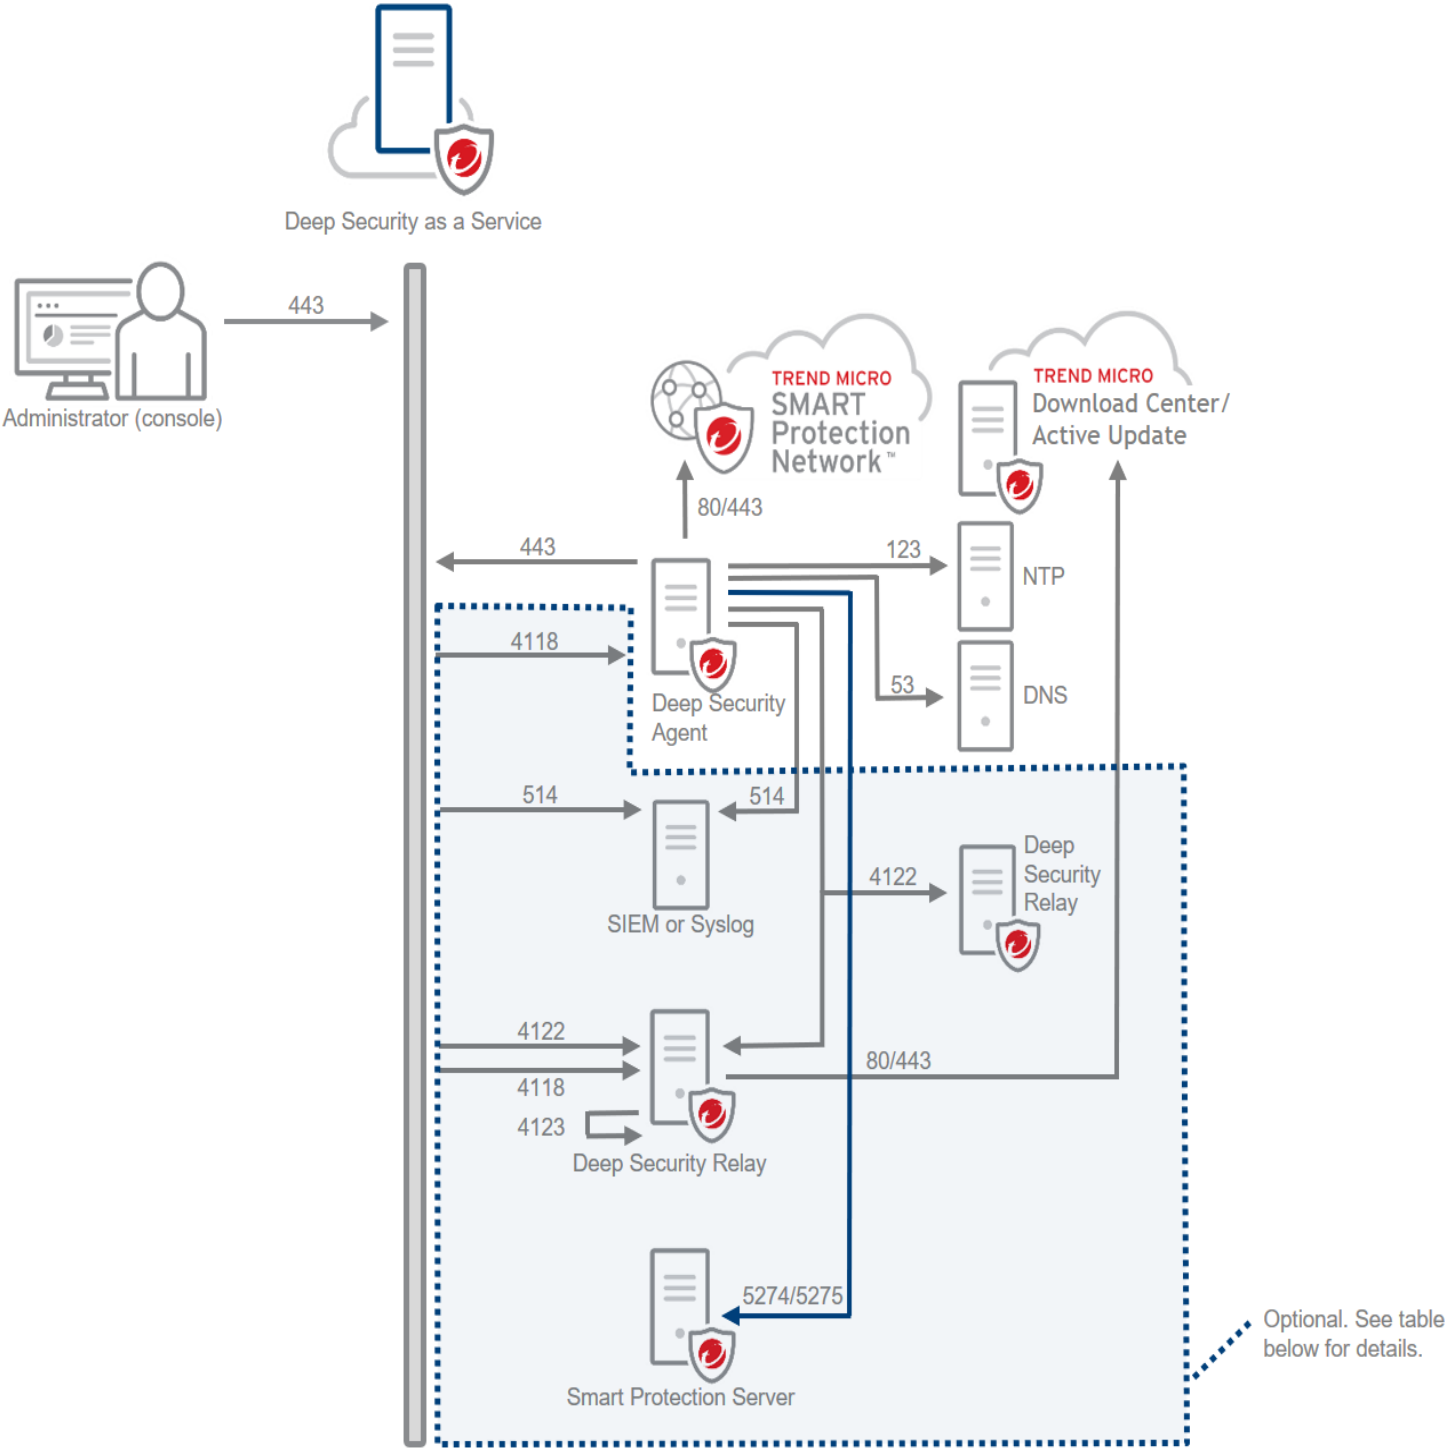 Deep Security as a Service
443
Administrator (console)
TREND MICRO
SMART
Protection
Network™
TREND MICRO
Download Center/
Active Update
80/443
443
123
NTP
4118
53
DNS
Deep Security
Agent
514
514
SIEM or Syslog
4122
Deep
Security
Relay
4122
4118
4123
80/443
Deep Security Relay
5274/5275
Smart Protection Server
Optional. See table
below for details.